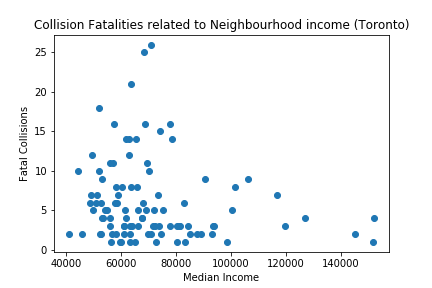 Collision Fatalities related to Neighbourhood income (Toronto)
25
20
15
10
5
0
Fatal Collisions
40000 60000 80000 100000 120000 140000
Median Income